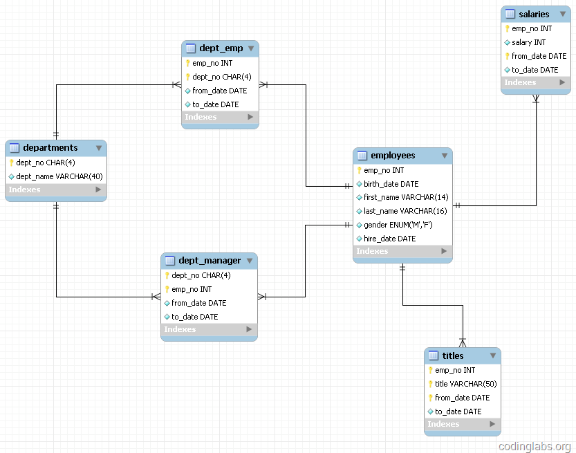 salaries
emp_no INT
salary INT
from_date DATE
to_date DATE
Indexes
dept_emp
emp_no INT
dept_no CHAR(4)
from_date DATE
to_date DATE
Indexes
departments
dept_no CHAR(4)
dept_name VARCHAR(40)
Indexes
employees
emp_no INT
birth_date DATE
first_name VARCHAR(14)
last_name VARCHAR(16)
gender ENUM('M','F')
hire_date DATE
Indexes
dept_manager
dept_no CHAR(4)
emp_no INT
from_date DATE
to_date DATE
Indexes
titles
emp_no INT
title VARCHAR(50)
from_date DATE
to_date DATE
Indexes
codinglabs.org